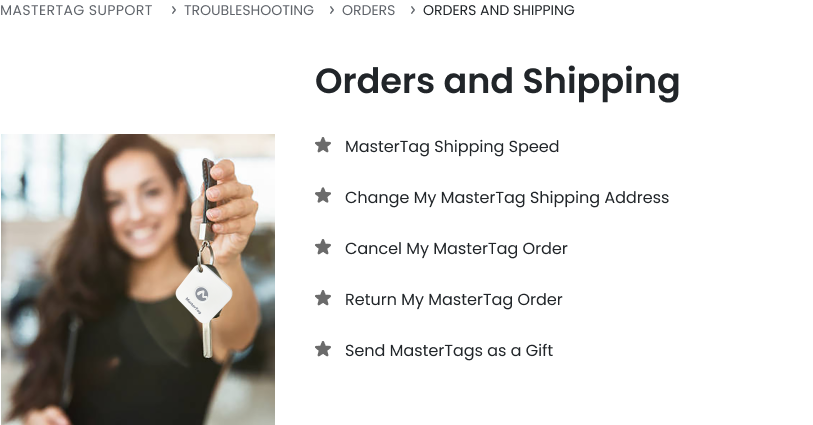 MASTERTAG SUPPORT > TROUBLESHOOTING > ORDERS > ORDERS AND SHIPPING
Orders and Shipping
MasterTag Shipping Speed
Change My MasterTag Shipping Address
Cancel My MasterTag Order
Return My MasterTag Order
Send MasterTags as a Gift
MasterTag